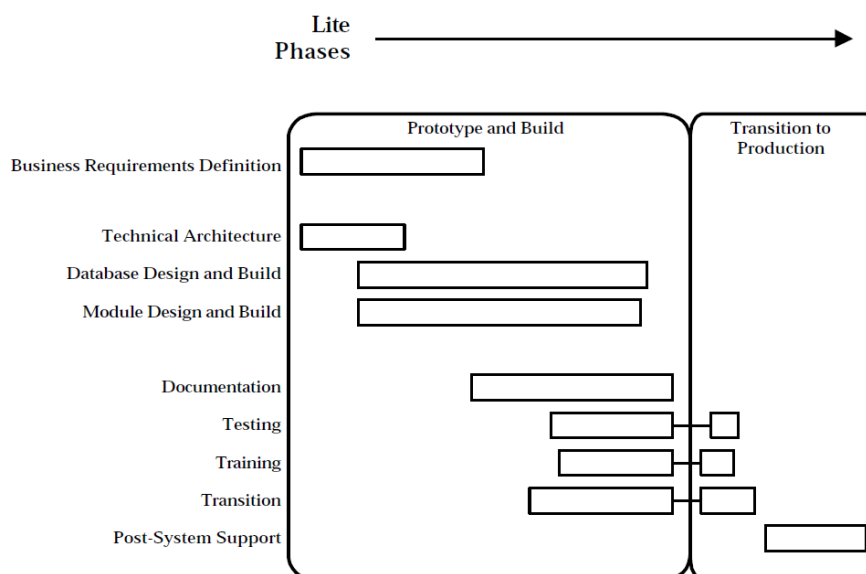 Lite
Phases
Prototype and Build
Transition to
Production
Business Requirements Definition
Technical Architecture
Database Design and Build
Module Design and Build
Documentation
Testing
Training
Transition
Post-System Support